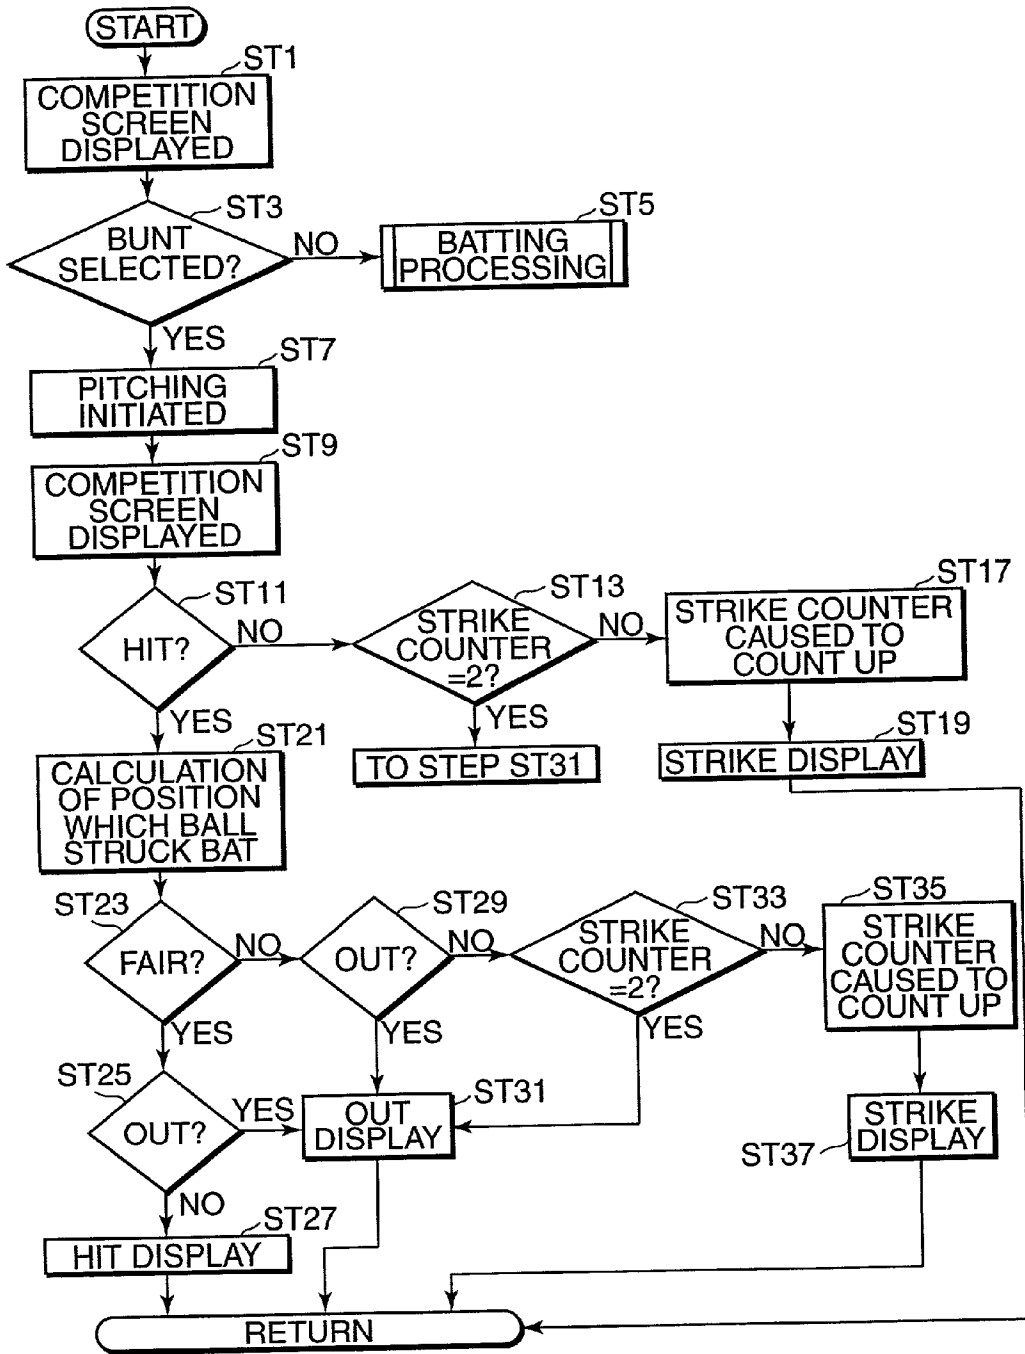 START
ST1
COMPETITION
SCREEN
DISPLAYED
ST3
BUNT
SELECTED?
NO
ST5
BATTING
PROCESSING
YES
ST7
PITCHING
INITIATED
ST9
COMPETITION
SCREEN
DISPLAYED
ST11
HIT?
NO
ST13
STRIKE
COUNTER
=2?
NO
ST17
STRIKE COUNTER
CAUSED TO
COUNT UP
YES
YES
ST19
STRIKE DISPLAY
TO STEP ST31
ST21
CALCULATION
OF POSITION
WHICH BALL
STRUCK BAT
ST23
FAIR?
NO
ST29
OUT?
NO
ST33
STRIKE
COUNTER
=2?
NO
ST35
STRIKE
COUNTER
CAUSED TO
COUNT UP
YES
YES
YES
ST25
OUT?
YES
ST31
OUT
DISPLAY
ST37
STRIKE
DISPLAY
NO
ST27
HIT DISPLAY
RETURN